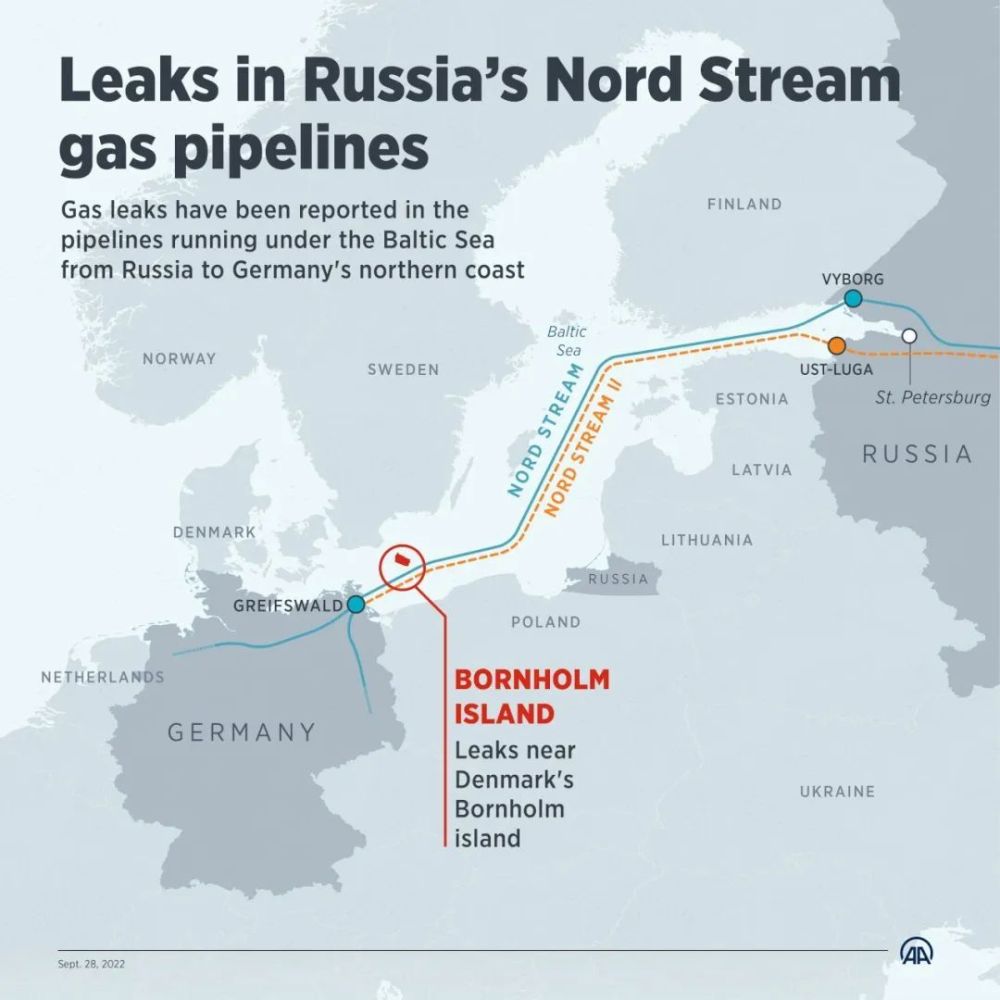 Leaks in Russia’s Nord Stream
gas pipelines
Gas leaks have been reported in the
pipelines running under the Baltic Sea
from Russia to Germany's northern coast
FINLAND
VYBORG
Baltic
Sea
NORWAY
SWEDEN
UST-LUGA
St. Petersburg
ESTONIA
NORD STREAM
NORD STREAM II
RUSSIA
LATVIA
DENMARK
LITHUANIA
RUSSIA
GREIFSWALD
POLAND
NETHERLANDS
GERMANY
BORNHOLM
ISLAND
Leaks near
Denmark's
Bornholm
island
UKRAINE
Sept. 28, 2022
AA